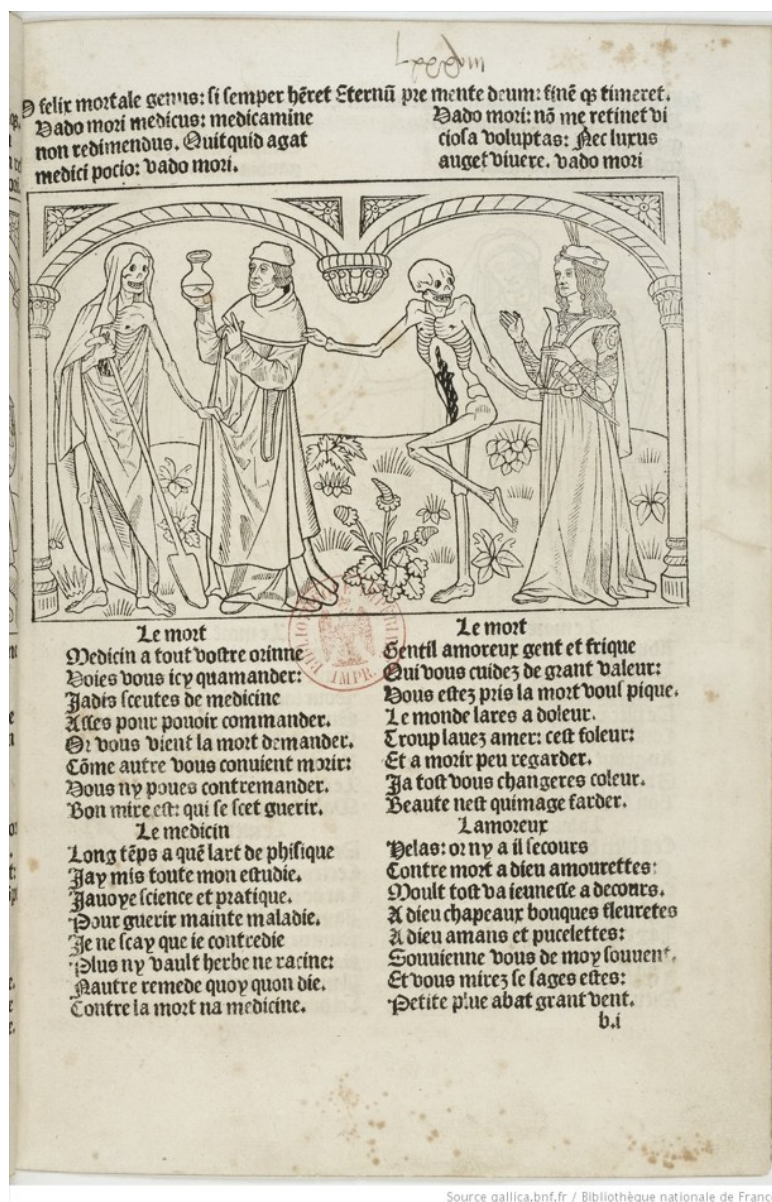 O felix mortale genus: si semper hēret Eternū pre mente deum: finē qꝫ timeret.
Vado mori medicus: medicamine
non redimendus. Quitquid agat
medici pocio: vado mori.
Vado mori: nō me retinet vi
ciosa voluptas: Nec luxus
auget viuere. vado mori
Le mort
Medicin a tout vostre orinne
Voies vous icy quamander:
Jadis sceutes de medicine
Asses pour pouoir commander.
Or vous vient la mort demander.
Cōme autre vous conuient morir:
Vous ny poues contremander.
Bon mire est: qui se scet guerir.
Le medicin
Long tēps a quē lart de phisique
Jay mis toute mon estudie.
Jauoye science et pratique.
Pour guerir mainte maladie.
Je ne scay que ie contredie
Plus ny vault herbe ne racine:
Nautre remede quoy quon die.
Contre la mort na medicine.
Le mort
Gentil amoreux gent et frique
Qui vous cuidez de grant valeur:
Vous estez pris la mort vous pique.
Le monde lares a doleur.
Troup lauez amer: cest foleur:
Et a morir peu regarder.
Ja tost vous changeres coleur.
Beaute nest quimage farder.
Lamoreux
Helas: or ny a il secours
Contre mort a dieu amourettes:
Moult tost va ieunesse a decours.
A dieu chapeaux bouques fleuretes
A dieu amans et pucelettes:
Souuienne vous de moy souuent.
Et vous mirez se sages estes:
Petite plue abat grant vent.
b.i
IMPR.
Source gallica.bnf.fr / Bibliothèque nationale de France